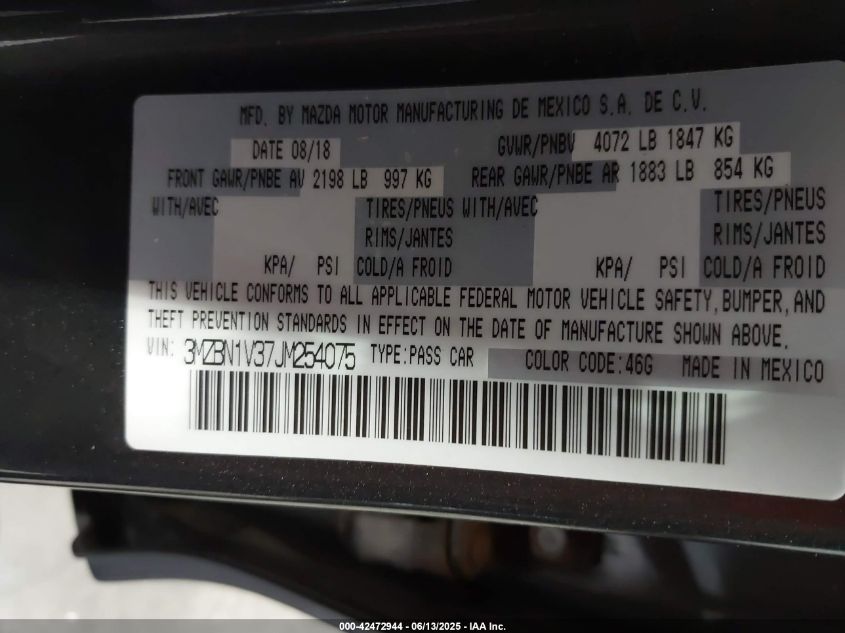 MFD. BY MAZDA MOTOR MANUFACTURING DE MEXICO S.A. DE C.V.
DATE 08/18 GVWR/PNBV 4072 LB 1847 KG
FRONT GAWR/PNBE AV 2198 LB 997 KG REAR GAWR/PNBE AR 1883 LB 854 KG
WITH/AVEC TIRES/PNEUS WITH/AVEC TIRES/PNEUS
RIMS/JANTES RIMS/JANTES
KPA/ PSI COLD/A FROID KPA/ PSI COLD/A FROID
THIS VEHICLE CONFORMS TO ALL APPLICABLE FEDERAL MOTOR VEHICLE SAFETY, BUMPER, AND
THEFT PREVENTION STANDARDS IN EFFECT ON THE DATE OF MANUFACTURE SHOWN ABOVE.
VIN: 3MZBN1V37JM254075 TYPE:PASS CAR COLOR CODE:46G MADE IN MEXICO
000-42472944 - 06/13/2025 - IAA Inc.